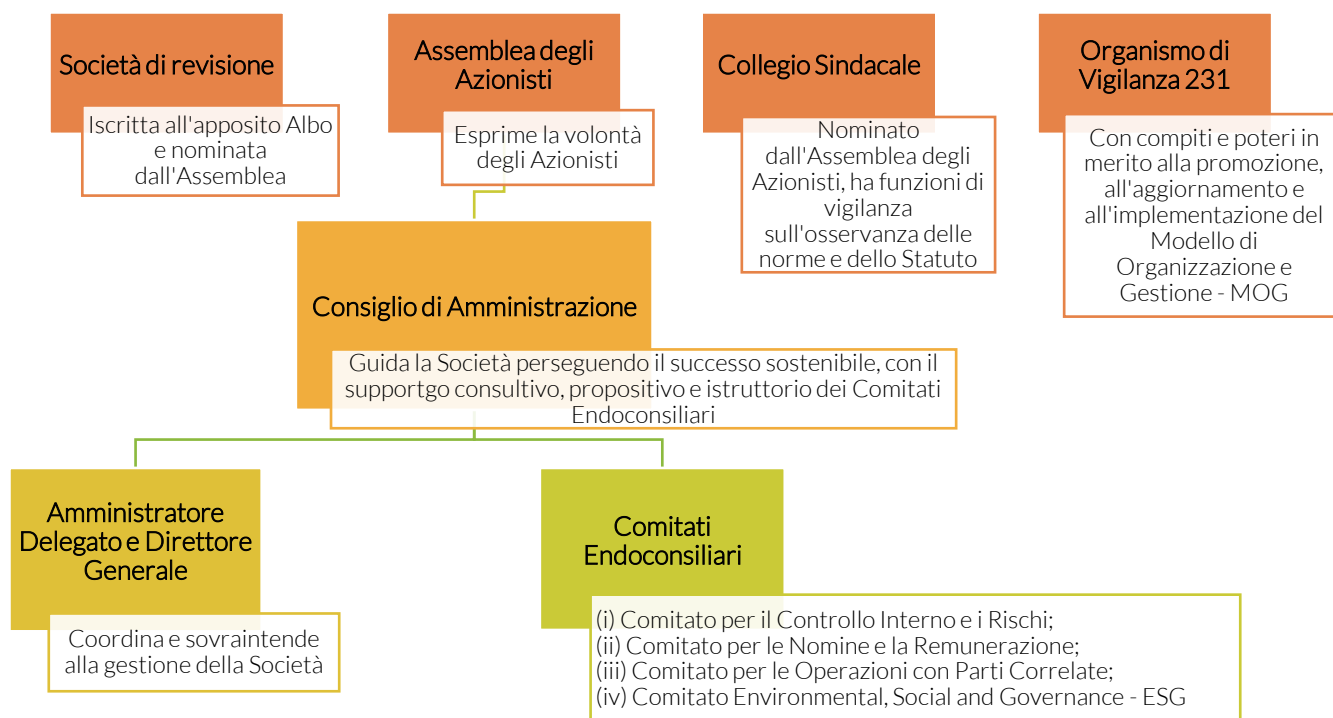 Società di revisione
Iscritta all'apposito Albo
e nominata
dall'Assemblea
Assemblea degli
Azionisti
Esprime la volontà
degli Azionisti
Collegio Sindacale
Nominato
dall'Assemblea degli
Azionisti, ha funzioni di
vigilanza
sull'osservanza delle
norme e dello Statuto
Organismo di
Vigilanza 231
Con compiti e poteri in
merito alla promozione,
all'aggiornamento e
all'implementazione del
Modello di
Organizzazione e
Gestione - MOG
Consiglio di Amministrazione
Guida la Società perseguendo il successo sostenibile, con il
supportgo consultivo, propositivo e istruttorio dei Comitati
Endoconsiliari
Amministratore
Delegato e Direttore
Generale
Coordina e sovraintende
alla gestione della Società
Comitati
Endoconsiliari
(i) Comitato per il Controllo Interno e i Rischi;
(ii) Comitato per le Nomine e la Remunerazione;
(iii) Comitato per le Operazioni con Parti Correlate;
(iv) Comitato Environmental, Social and Governance - ESG